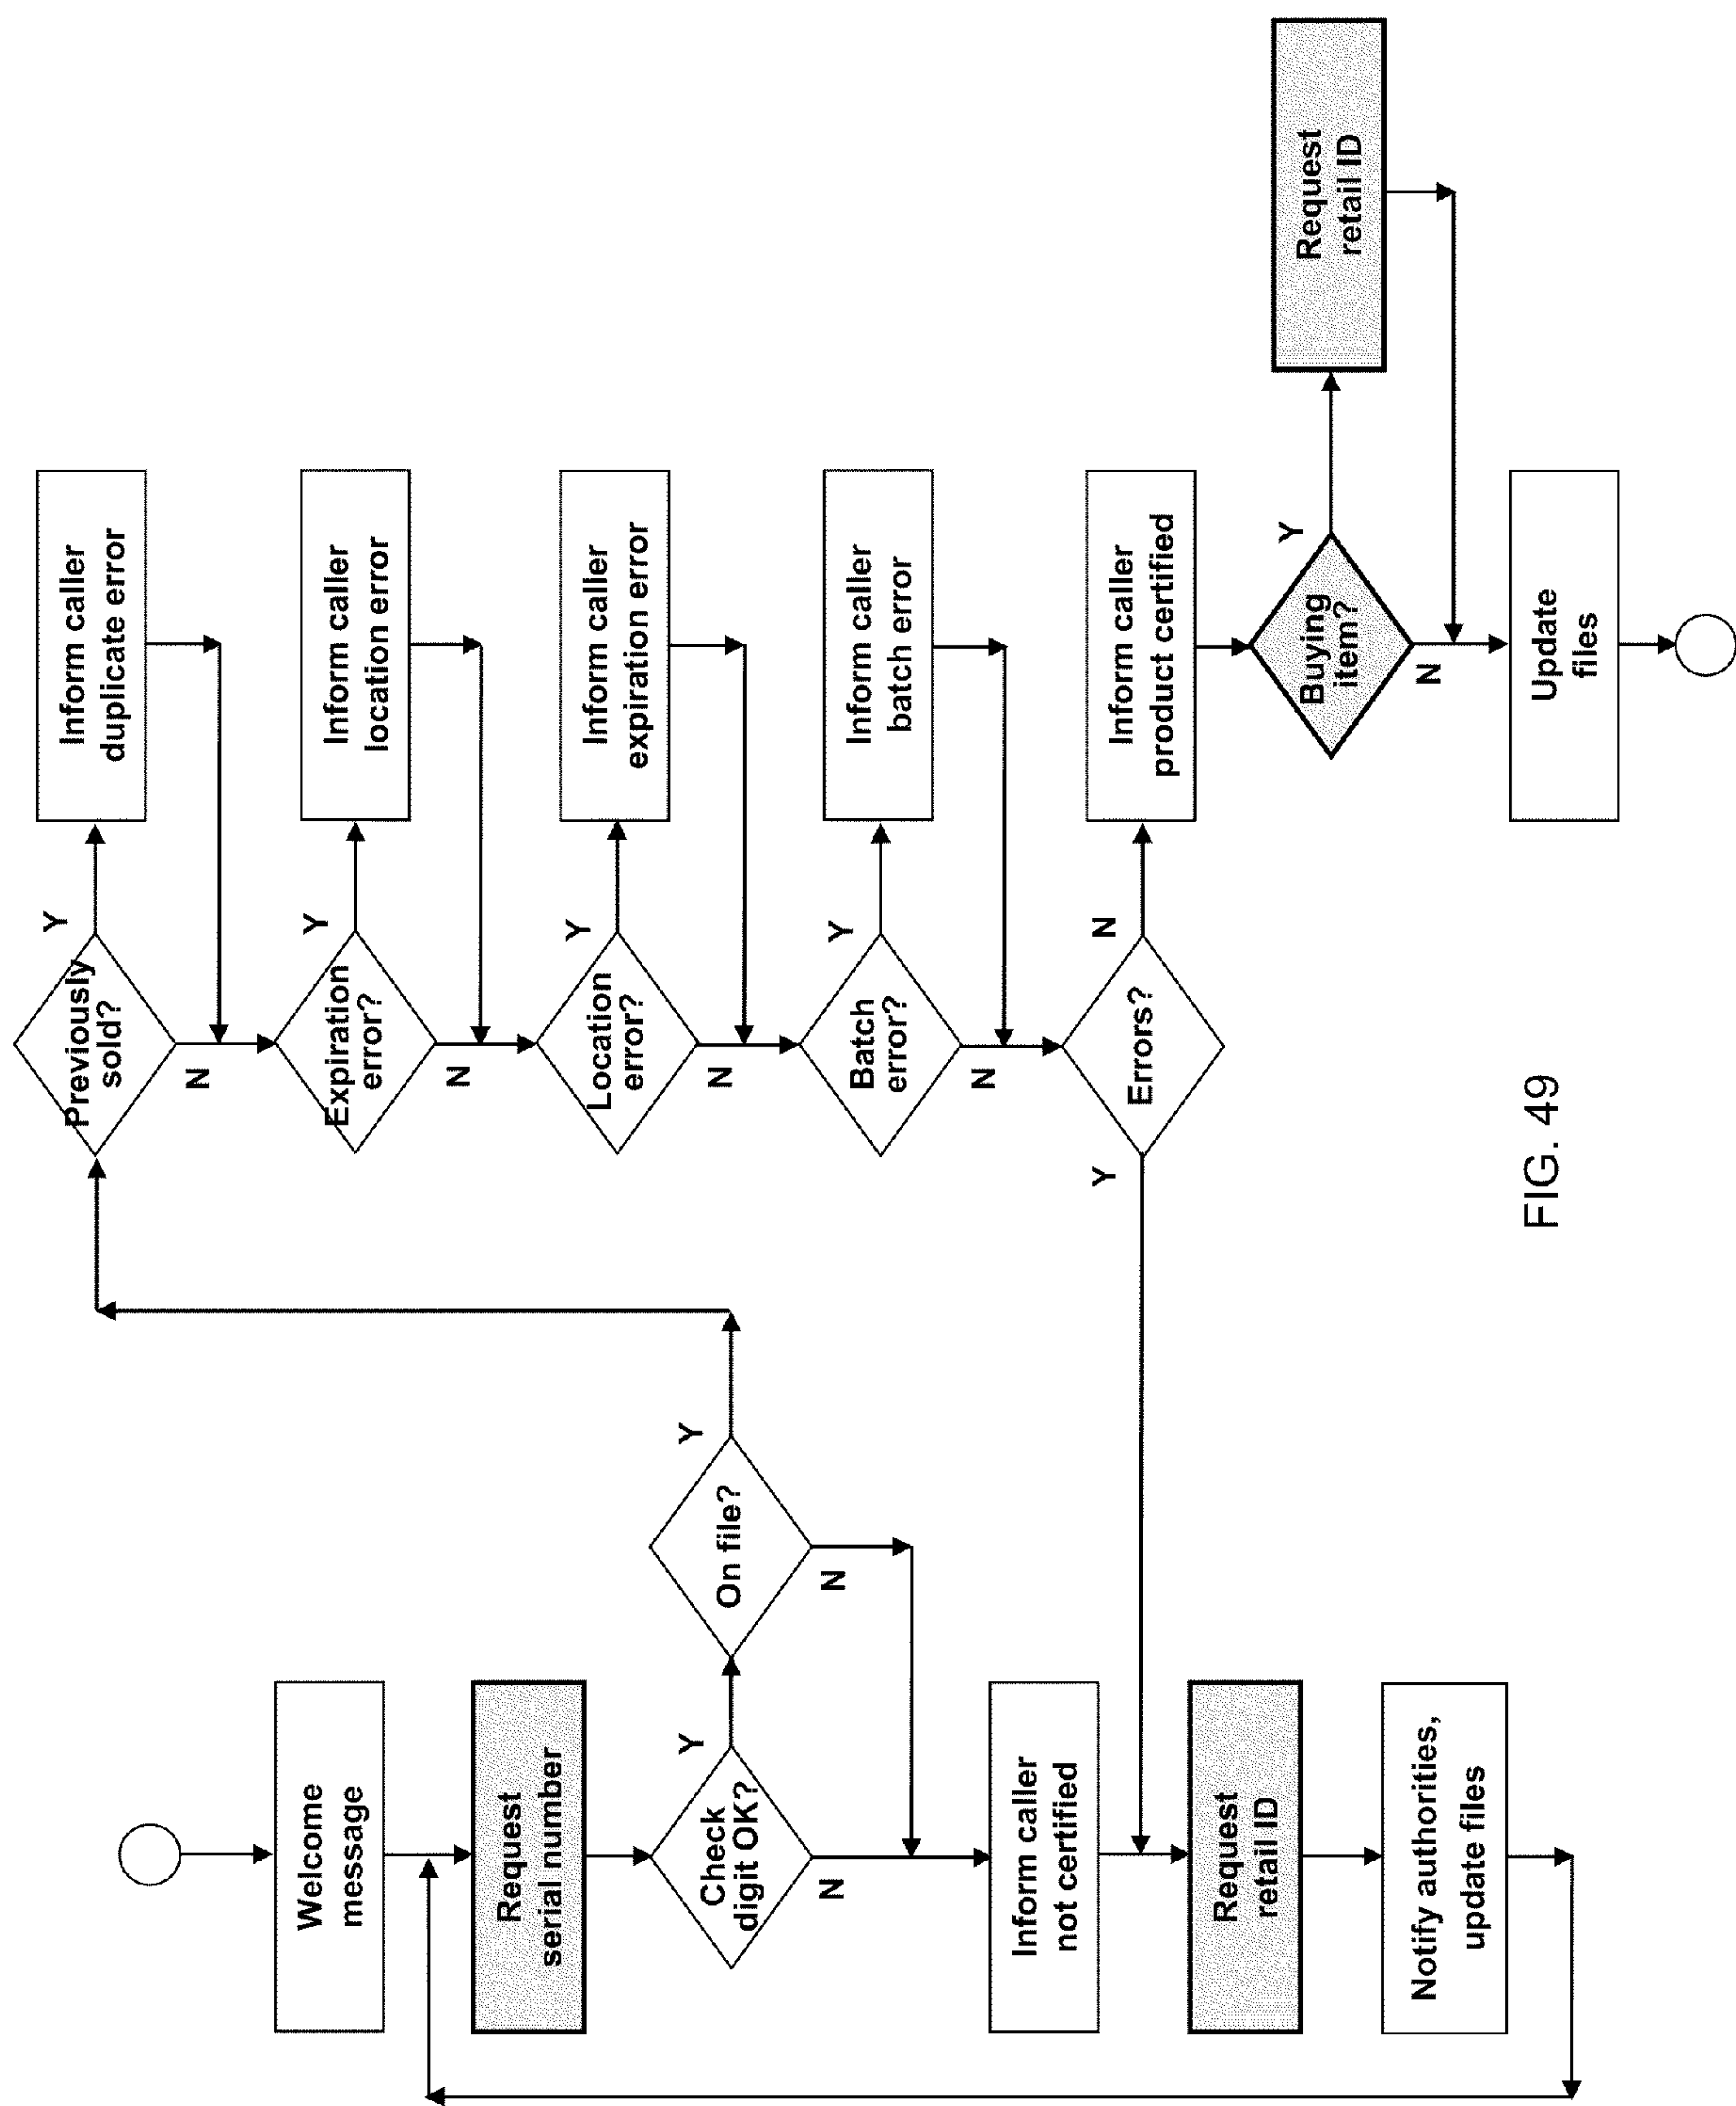 Welcome
message
Request
serial number
Check
digit OK?
Y
N
On file?
Y
N
Inform caller
not certified
Request
retail ID
Notify authorities,
update files
Previously
sold?
Y
N
Inform caller
duplicate error
Expiration
error?
Y
N
Inform caller
location error
Location
error?
Y
N
Inform caller
expiration error
Batch
error?
Y
N
Inform caller
batch error
Errors?
Y
N
Inform caller
product certified
Buying
item?
Y
N
Request
retail ID
Update
files
FIG. 49